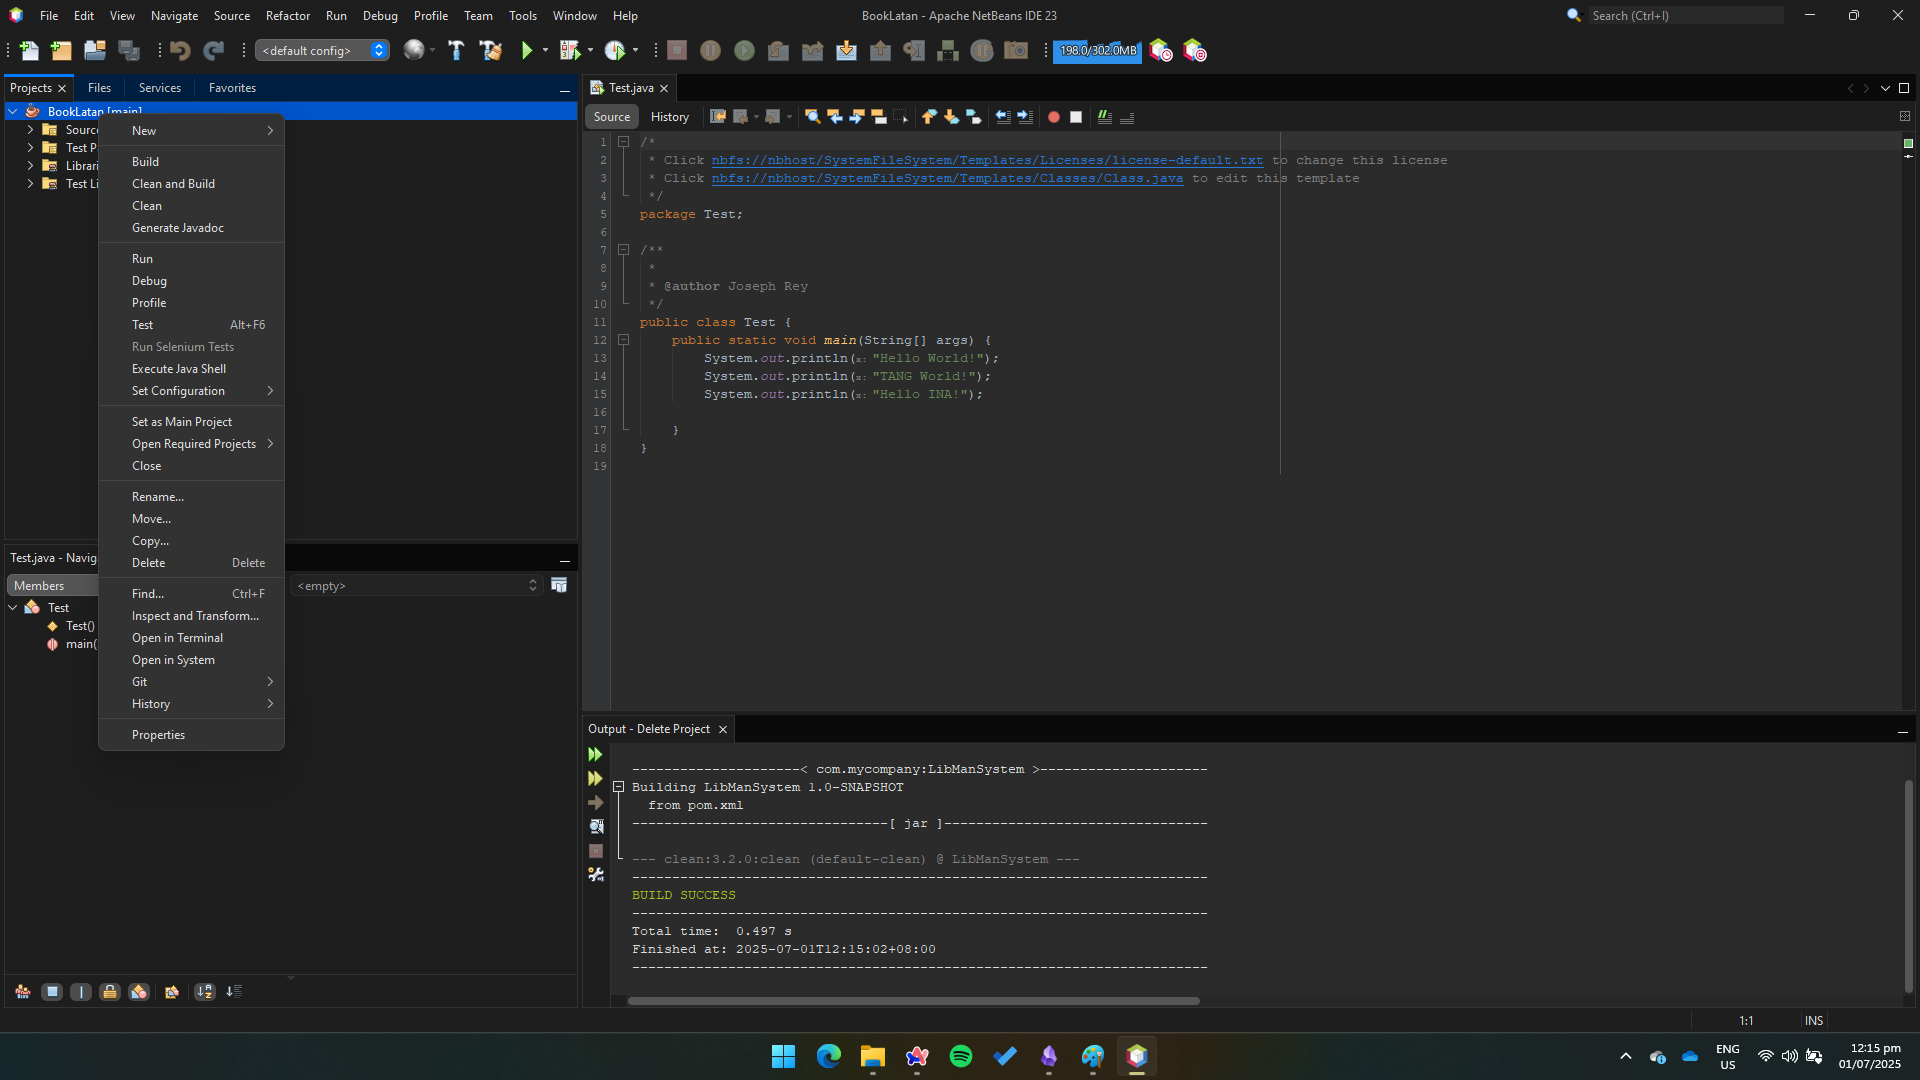 File Edit View Navigate Source Refactor Run Debug Profile Team Tools Window Help
BookLatan - Apache NetBeans IDE 23
Search (Ctrl+I)
<default config>
198.0/302.0MB
Projects Files Services Favorites
BookLatan [main]
Sourc
Test P
Librari
Test Li
New
Build
Clean and Build
Clean
Generate Javadoc
Run
Debug
Profile
Test Alt+F6
Run Selenium Tests
Execute Java Shell
Set Configuration
Set as Main Project
Open Required Projects
Close
Rename...
Move...
Copy...
Delete Delete
Find... Ctrl+F
Inspect and Transform...
Open in Terminal
Open in System
Git
History
Properties
Test.java - Navig
Members
<empty>
Test
Test()
main(
Test.java
Source History
1 /*
2 * Click nbfs://nbhost/SystemFileSystem/Templates/Licenses/license-default.txt to change this license
3 * Click nbfs://nbhost/SystemFileSystem/Templates/Classes/Class.java to edit this template
4 */
5 package Test;
6
7 /**
8 *
9 * @author Joseph Rey
10 */
11 public class Test {
12 public static void main(String[] args) {
13 System.out.println(x: "Hello World!");
14 System.out.println(x: "TANG World!");
15 System.out.println(x: "Hello INA!");
16
17 }
18 }
19
Output - Delete Project
---------------------< com.mycompany:LibManSystem >---------------------
Building LibManSystem 1.0-SNAPSHOT
from pom.xml
--------------------------------[ jar ]---------------------------------
--- clean:3.2.0:clean (default-clean) @ LibManSystem ---
------------------------------------------------------------------------
BUILD SUCCESS
------------------------------------------------------------------------
Total time: 0.497 s
Finished at: 2025-07-01T12:15:02+08:00
------------------------------------------------------------------------
1:1 INS
ENG
US
12:15 pm
01/07/2025